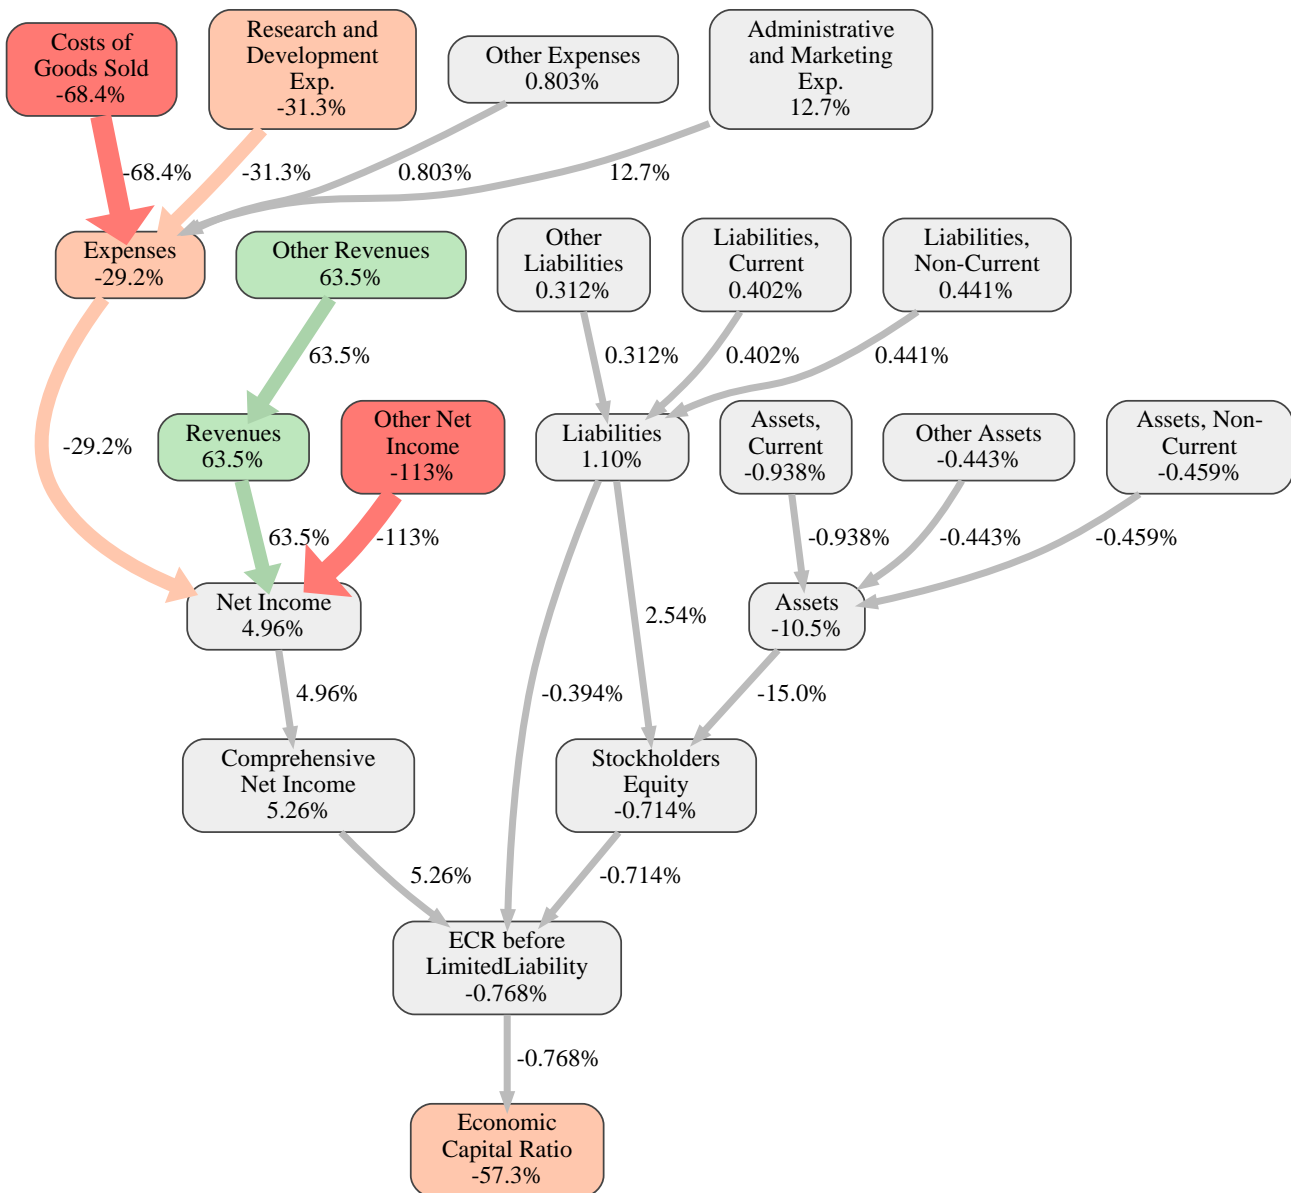 Costs of
Goods Sold
-68.4%
Research and
Development
Exp.
-31.3%
Other Expenses
0.803%
Administrative
and Marketing
Exp.
12.7%
-68.4%
-31.3%
0.803%
12.7%
Expenses
-29.2%
Other Revenues
63.5%
Other
Liabilities
0.312%
Liabilities,
Current
0.402%
Liabilities,
Non-Current
0.441%
63.5%
0.312%
0.402%
0.441%
-29.2%
Revenues
63.5%
Other Net
Income
-113%
Liabilities
1.10%
Assets,
Current
-0.938%
Other Assets
-0.443%
Assets, Non-
Current
-0.459%
63.5%
-113%
-0.938%
-0.443%
-0.459%
Net Income
4.96%
2.54%
Assets
-10.5%
4.96%
-0.394%
-15.0%
Comprehensive
Net Income
5.26%
Stockholders
Equity
-0.714%
5.26%
-0.714%
ECR before
LimitedLiability
-0.768%
-0.768%
Economic
Capital Ratio
-57.3%